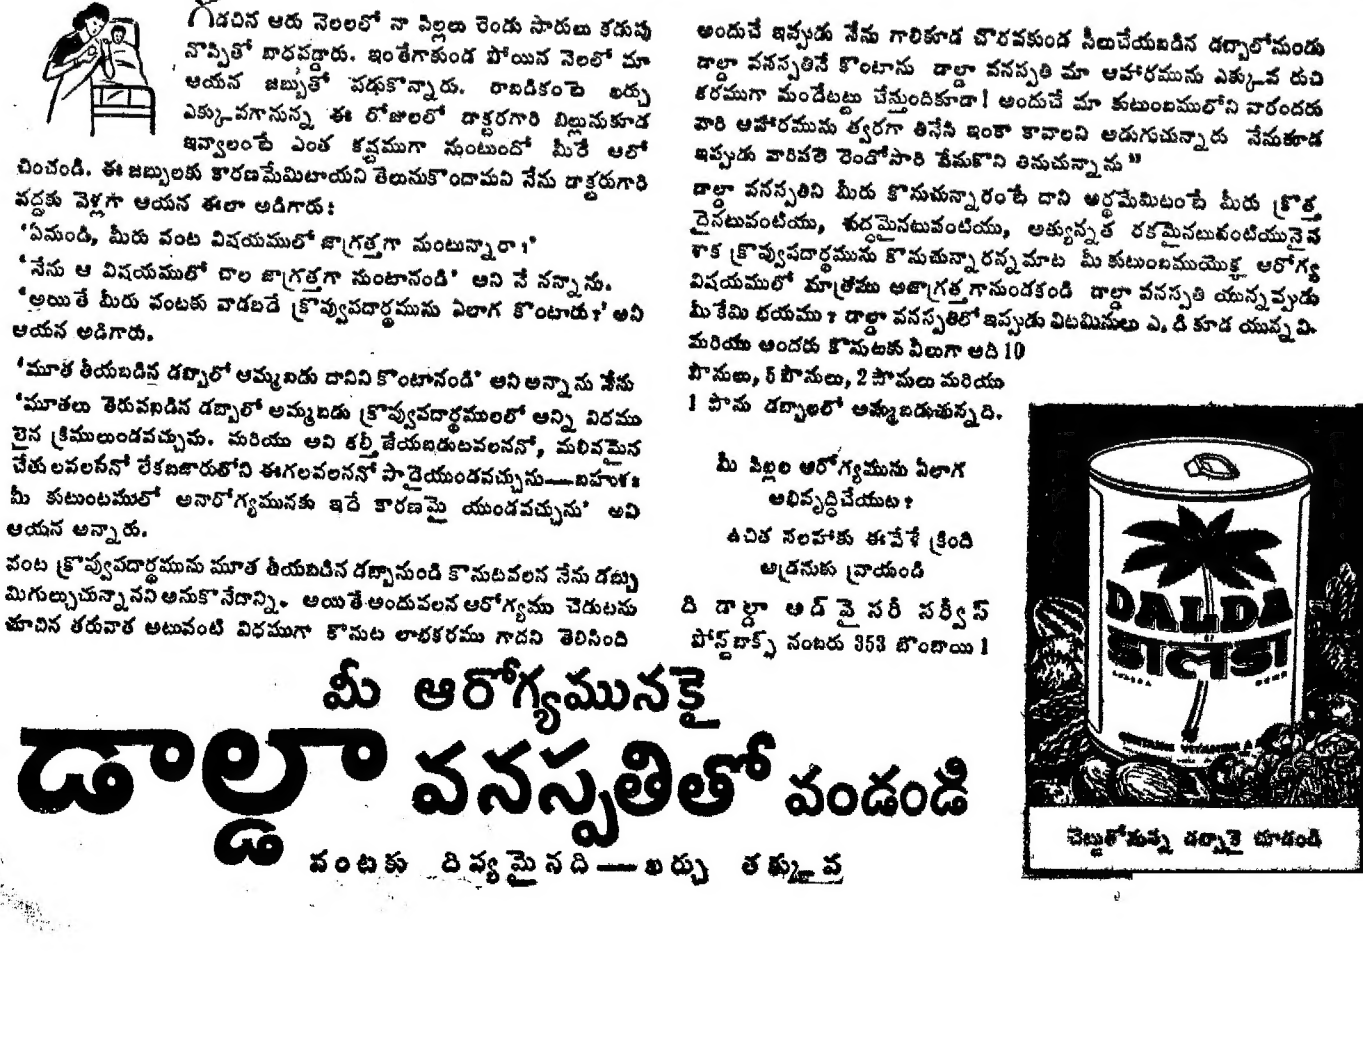 గడచిన ఆరు నెలలలో నా పిల్లలు రెండు సారులు కడుపు
నొప్పితో బాధపడ్డారు. ఇంతేగాకుండ పోయిన నెలలో మా
ఆయన జబ్బుతో పడుకొన్నారు. రాబడికంటె ఖర్చు
ఎక్కువగానున్న ఈ రోజులలో డాక్టరుగారి బిల్లునుకూడ
ఇవ్వాలంటే ఎంత కష్టముగా నుంటుందో మీరే ఆలో
చించండి. ఈ జబ్బులకు కారణమేమిటాయని తెలుసుకొందామని నేను డాక్టరుగారి
వద్దకు వెళ్లగా ఆయన ఈలా అడిగారు:
'ఏమండి, మీరు వంట విషయములో జాగ్రత్తగా నుంటున్నారా?'
'నేను ఆ విషయములో చాల జాగ్రత్తగా నుంటానండి' అని నే నన్నాను.
'అయితే మీరు వంటకు వాడబడే క్రొవ్వుపదార్థమును ఏలాగ కొంటారు?' అని
ఆయన అడిగారు.
'మూత తీయబడిన డబ్బాలో అమ్మబడు దానిని కొంటానండి' అని అన్నాను నేను
'మూతలు తెరువబడిన డబ్బాలో అమ్మబడు క్రొవ్వుపదార్థములలో అన్ని విధము
లైన క్రిములుండవచ్చును. మరియు అవి కల్తీ జేయబడుటవలననో, మలినమైన
చేతులవలననో లేకబజారులోని ఈగలవలననో పాడైయుండవచ్చును—బహుశః
మీ కుటుంబములో అనారోగ్యమునకు ఇదే కారణమై యుండవచ్చును' అని
ఆయన అన్నారు.
వంట క్రొవ్వుపదార్థమును మూత తీయబడిన డబ్బానుండి కొనుటవలన నేను డబ్బు
మిగుల్చుచున్నానని అనుకొనేదాన్ని. అయితే అందువలన ఆరోగ్యము చెడుటను
చూచిన తరువాత అటువంటి విధముగా కొనుట లాభకరము గాదని తెలిసింది
అందుచే ఇప్పుడు నేను గాలికూడ చొరవకుండ సీలుచేయబడిన డబ్బాలోనుండు
డాల్డా వనస్పతినే కొంటాను డాల్డా వనస్పతి మా ఆహారమును ఎక్కువ రుచి
కరముగా నుండేటట్టు చేస్తుందికూడా! అందుచే మా కుటుంబములోని వారందరు
వారి ఆహారమును త్వరగా తినేసి ఇంకా కావాలని అడుగుచున్నారు నేనుకూడ
ఇప్పుడు వారివలె రెండోసారి వేసుకొని తినుచున్నాను"
డాల్డా వనస్పతిని మీరు కొనుచున్నారంటే దాని అర్థమేమిటంటే మీరు క్రొత్త
దైనటువంటియు, శుద్ధమైనటువంటియు, అత్యున్నత రకమైనటువంటియునైన
శాక క్రొవ్వుపదార్థమును కొనుచున్నారన్నమాట మీ కుటుంబముయొక్క ఆరోగ్య
విషయములో మాత్రము అజాగ్రత్తగానుండకండి డాల్డా వనస్పతి యున్నప్పుడు
మీకేమి భయము? డాల్డా వనస్పతిలో ఇప్పుడు విటమినులు ఎ, డి కూడ యున్నవి.
మరియు అందరు కొనుటకు వీలుగా అది 10
పౌనులు, 5 పౌనులు, 2 పౌనులు మరియు
1 పౌను డబ్బాలలో అమ్మబడుచున్నది.
మీ పిల్లల ఆరోగ్యమును ఏలాగ
అభివృద్ధిచేయుట?
ఉచిత సలహాకు ఈవేళే క్రింది
అడ్రసుకు వ్రాయండి
ది డాల్డా ఆడ్ వైసరీ సర్వీస్
పోస్ట్‌బాక్స్ నంబరు 353 బొంబాయి 1
DALDA
डालडा
మీ ఆరోగ్యమునకై
డాల్డా వనస్పతితో వండండి
వంటకు దివ్యమైనది—ఖర్చు తక్కువ
చెట్టుతోనున్న డబ్బాకై చూడండి